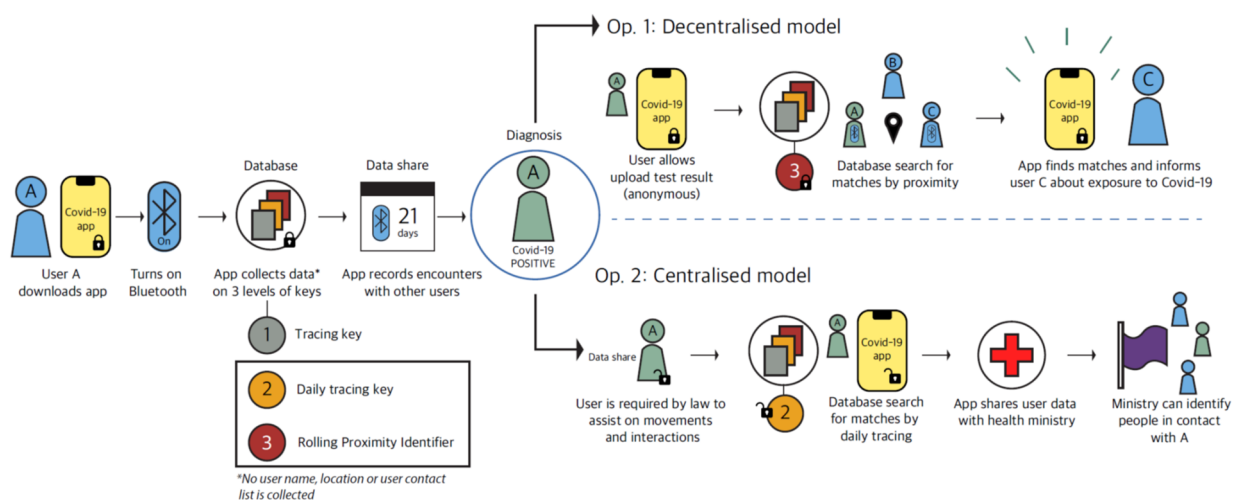 Op. 1: Decentralised model
A
Covid-19
app
User allows
upload test result
(anonymous)
3
B
A
C
Database search for
matches by proximity
Covid-19
app
C
App finds matches and informs
user C about exposure to Covid-19
A
Covid-19
app
User A
downloads app
On
Turns on
Bluetooth
Database
App collects data*
on 3 levels of keys
Data share
21
days
App records encounters
with other users
Diagnosis
A
Covid-19
POSITIVE
1
Tracing key
2
Daily tracing key
3
Rolling Proximity Identifier
*No user name, location or user contact
list is collected
Op. 2: Centralised model
Data share
A
User is required by law to
assist on movements
and interactions
2
A
Covid-19
app
Database search
for matches by
daily tracing
App shares user data
with health ministry
A
Ministry can identify
people in contact
with A